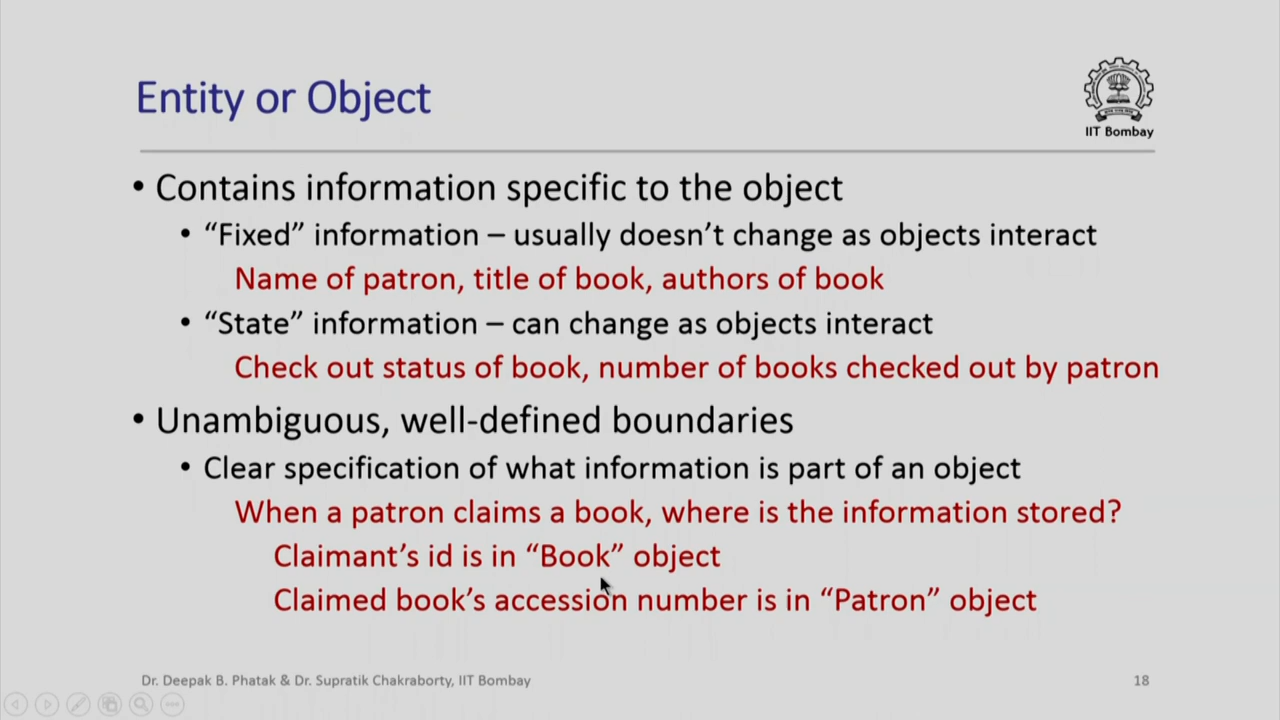 Entity or Object
IIT Bombay
• Contains information specific to the object
• “Fixed” information – usually doesn’t change as objects interact
Name of patron, title of book, authors of book
• “State” information – can change as objects interact
Check out status of book, number of books checked out by patron
• Unambiguous, well-defined boundaries
• Clear specification of what information is part of an object
When a patron claims a book, where is the information stored?
Claimant’s id is in “Book” object
Claimed book’s accession number is in “Patron” object
Dr. Deepak B. Phatak & Dr. Supratik Chakraborty, IIT Bombay
18